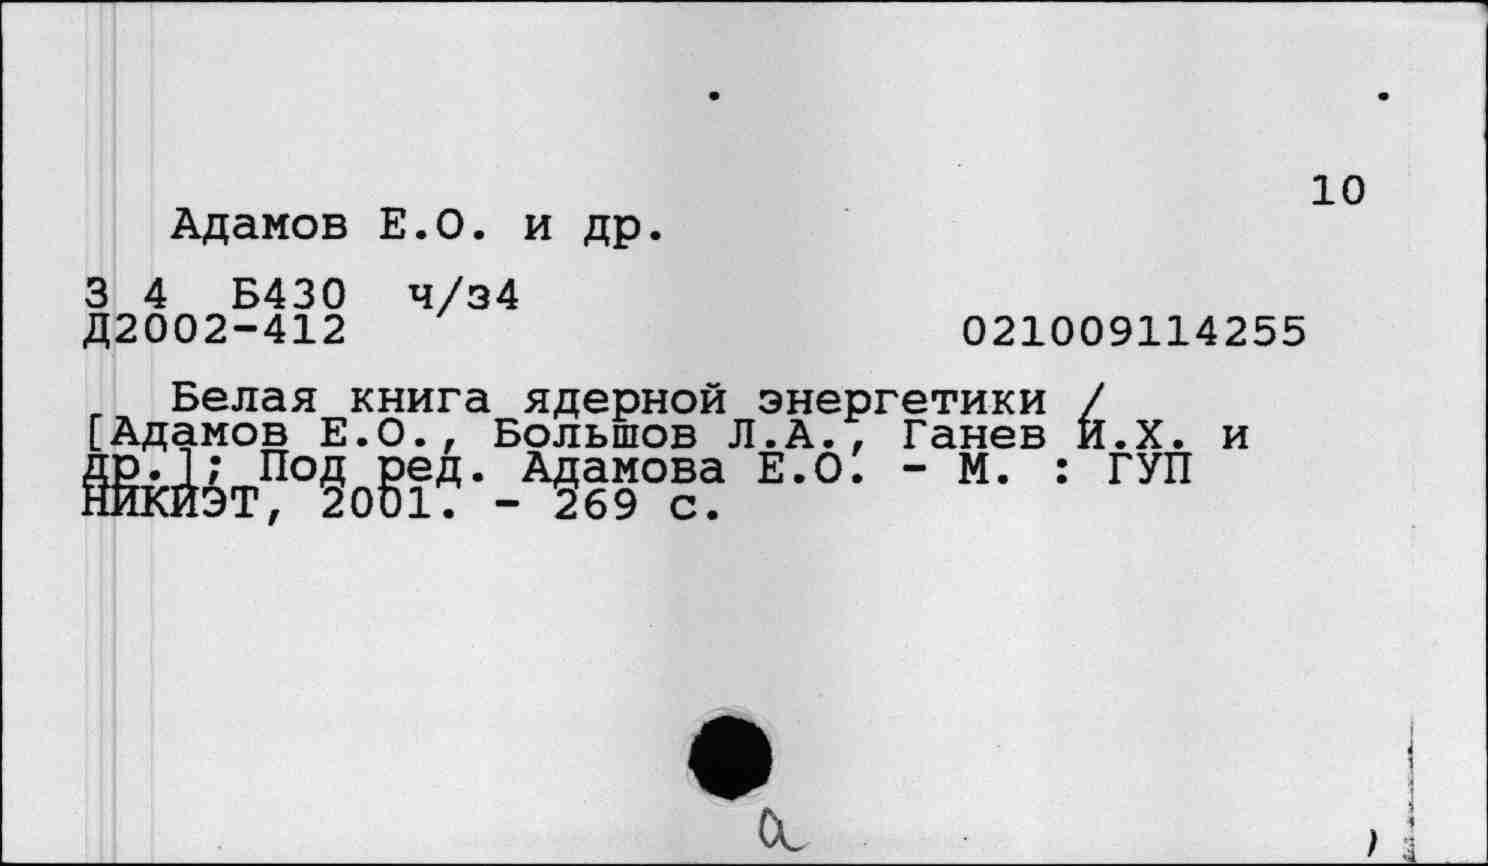 10
Адамов Е.О. и др.
З 4 Б430 ч/з4
Д2002-412 021009114255
Белая книга ядерной энергетики /
[Адамов Е.О., Большов Л.А., Ганев И.Х. и
др.]; Под ред. Адамова Е.О. - М. : ГУП
НИКИЭТ, 2001. - 269 с.
а